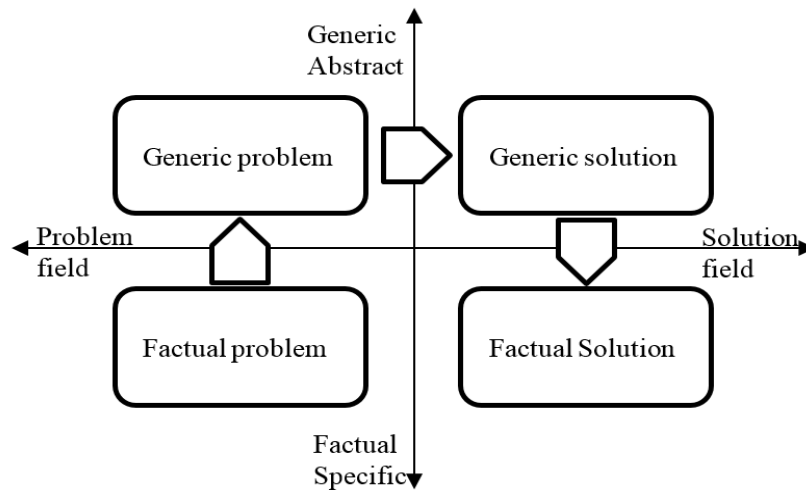 Generic
Abstract
Generic problem
Generic solution
Problem
field
Solution
field
Factual problem
Factual Solution
Factual
Specific